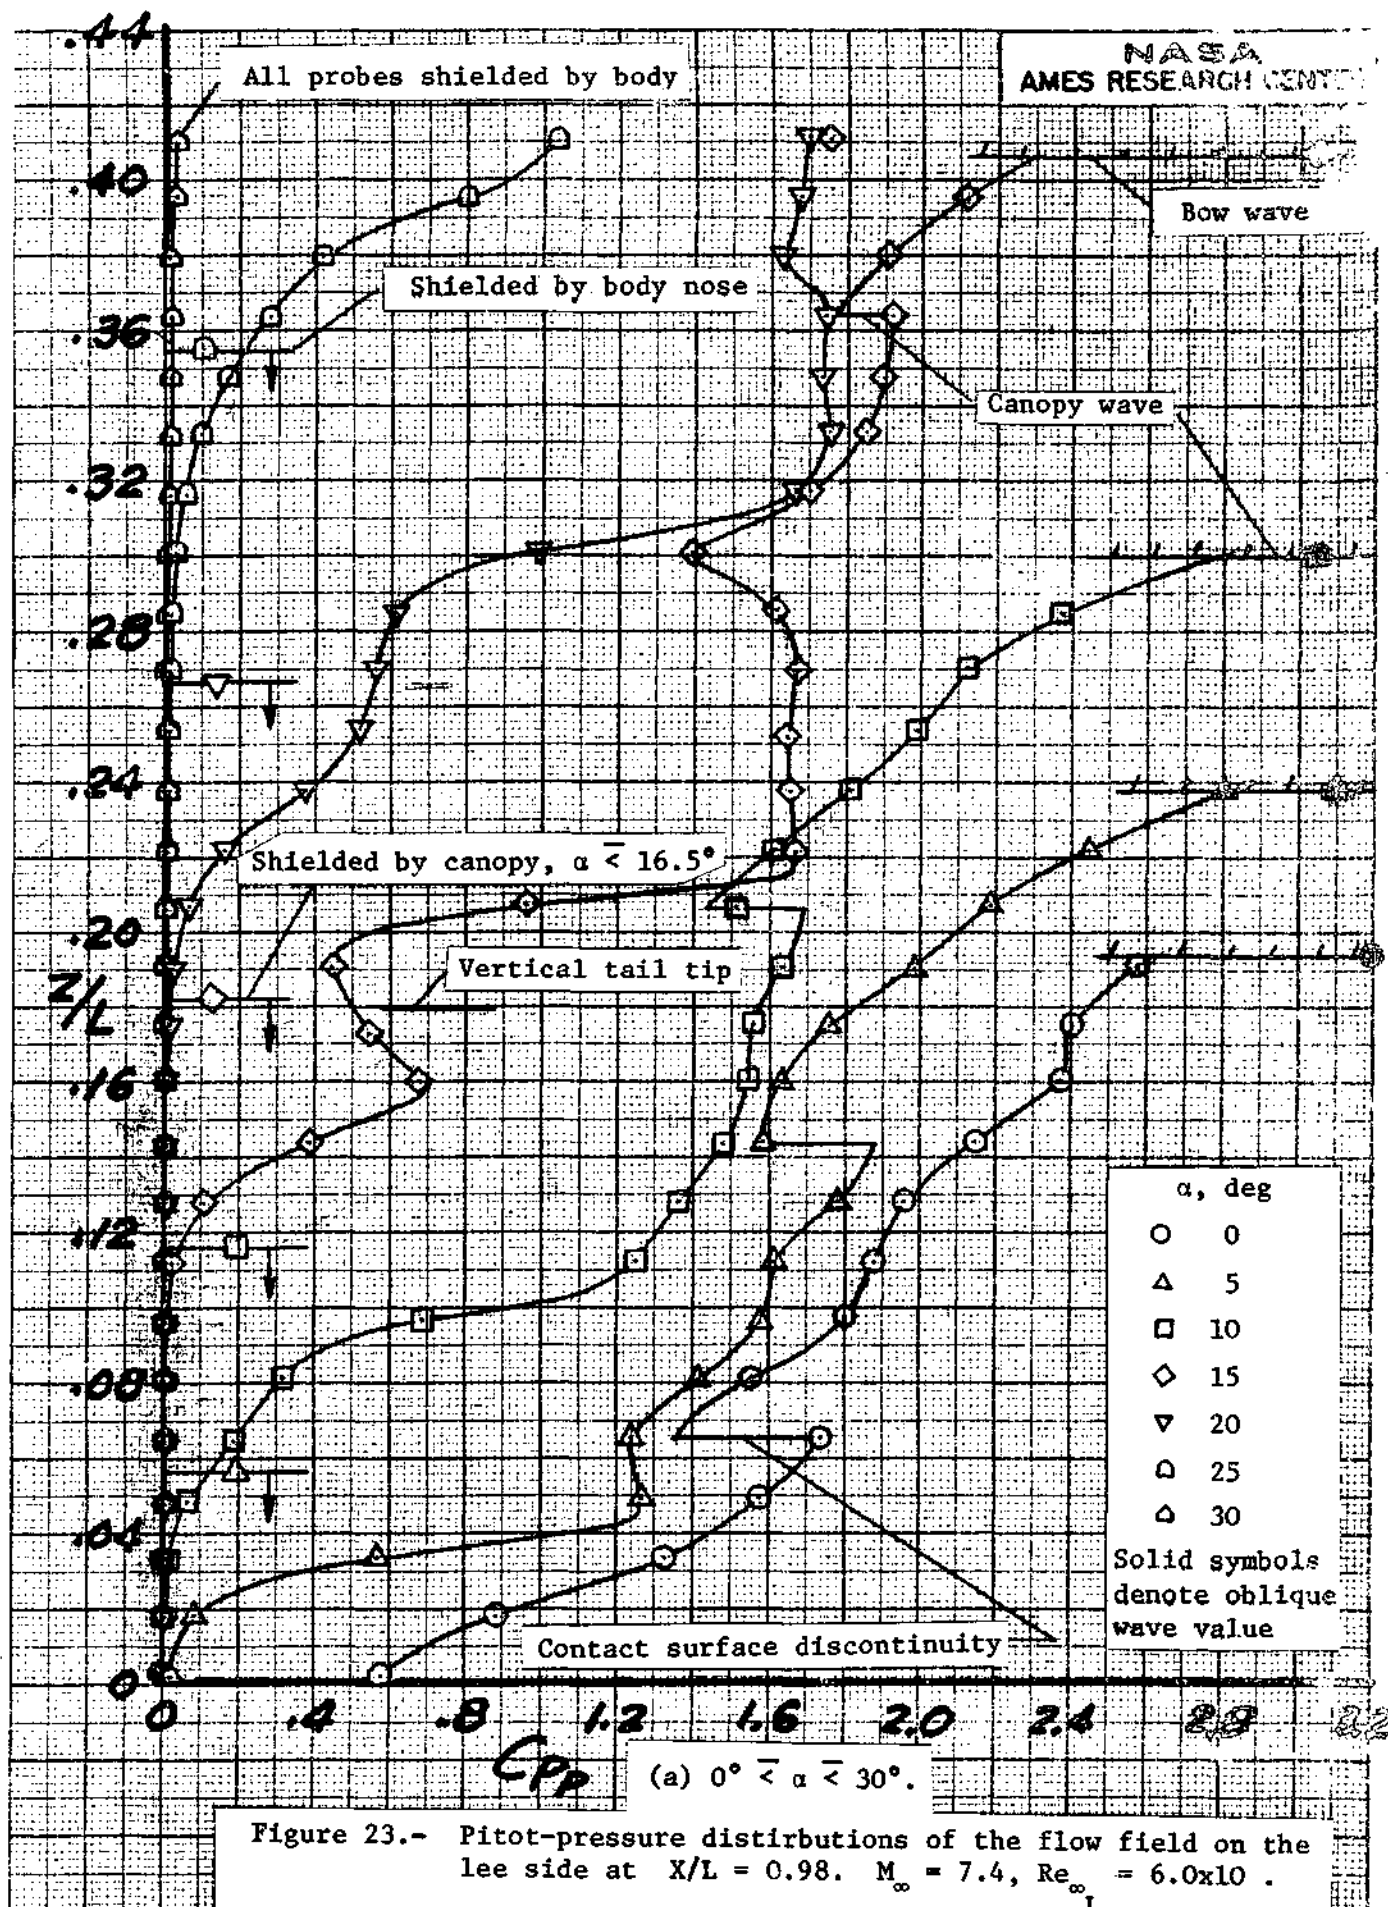 .44
NASA
AMES RESEARCH CENT
All probes shielded by body
.40
Bow wave
Shielded by body nose
.36
Canopy wave
.32
.28
.24
Shielded by canopy, α ≤ 16.5°
.20
Vertical tail tip
Z/L
.16
α, deg
.12
0
5
10
.08
15
20
25
.04
30
Solid symbols
denote oblique
wave value
Contact surface discontinuity
0
0 .4 .8 1.2 1.6 2.0 2.4
Cpp
(a) 0° ≤ α ≤ 30°.
Figure 23.- Pitot-pressure distirbutions of the flow field on the
lee side at X/L = 0.98. M∞ = 7.4, Re∞L = 6.0x10 .